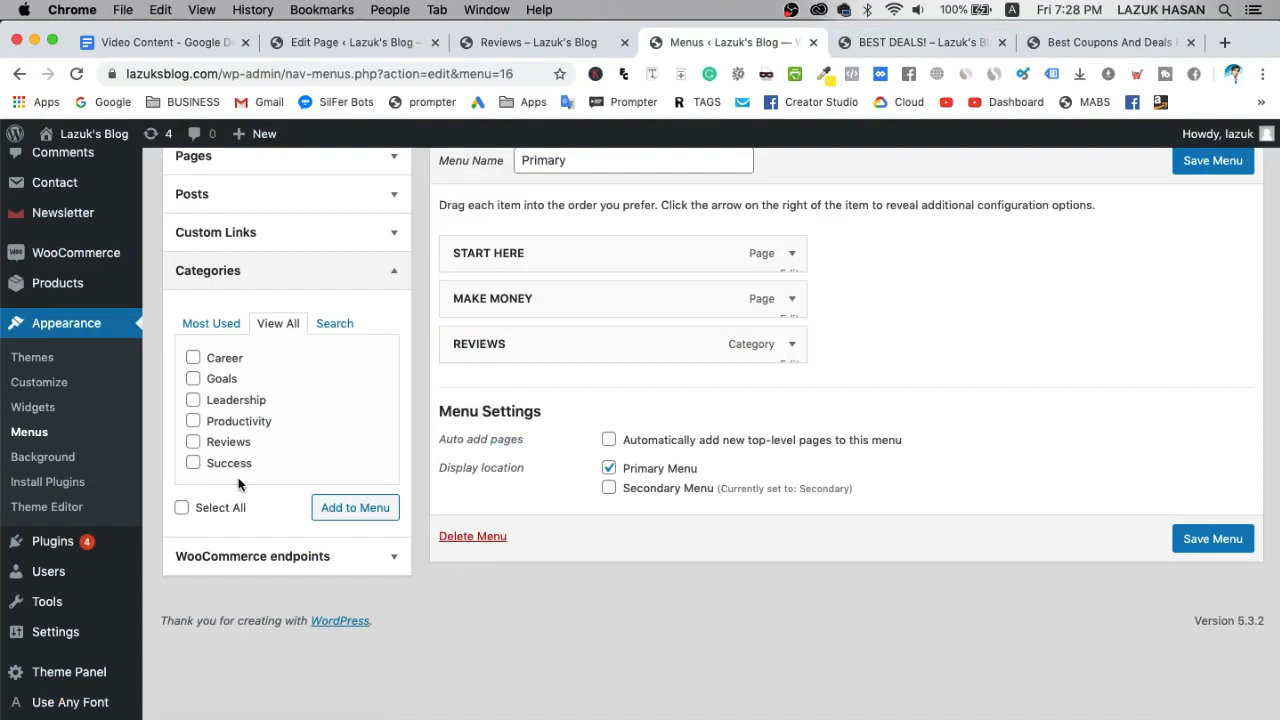 Chrome File Edit View History Bookmarks People Tab Window Help 100% A Fri 7:28 PM LAZUK HASAN
Video Content - Google D Edit Page ‹ Lazuk's Blog — Reviews – Lazuk's Blog Menus ‹ Lazuk's Blog — W BEST DEALS! – Lazuk's Bl Best Coupons And Deals F
lazuksblog.com/wp-admin/nav-menus.php?action=edit&menu=16
Apps Google BUSINESS Gmail SilFer Bots prompter Apps Prompter R TAGS Creator Studio Cloud Dashboard MABS »
Lazuk's Blog 4 0 New Howdy, lazuk
Comments
Contact
Newsletter
WooCommerce
Products
Appearance
Themes
Customize
Widgets
Menus
Background
Install Plugins
Theme Editor
Plugins 4
Users
Tools
Settings
Theme Panel
A Use Any Font
Pages
Posts
Custom Links
Categories
Most Used View All Search
Career
Goals
Leadership
Productivity
Reviews
Success
Select All Add to Menu
WooCommerce endpoints
Menu Name Primary Save Menu
Drag each item into the order you prefer. Click the arrow on the right of the item to reveal additional configuration options.
START HERE Page
Edit
MAKE MONEY Page
Edit
REVIEWS Category
Edit
Menu Settings
Auto add pages Automatically add new top-level pages to this menu
Display location Primary Menu
Secondary Menu (Currently set to: Secondary)
Delete Menu Save Menu
Thank you for creating with WordPress. Version 5.3.2